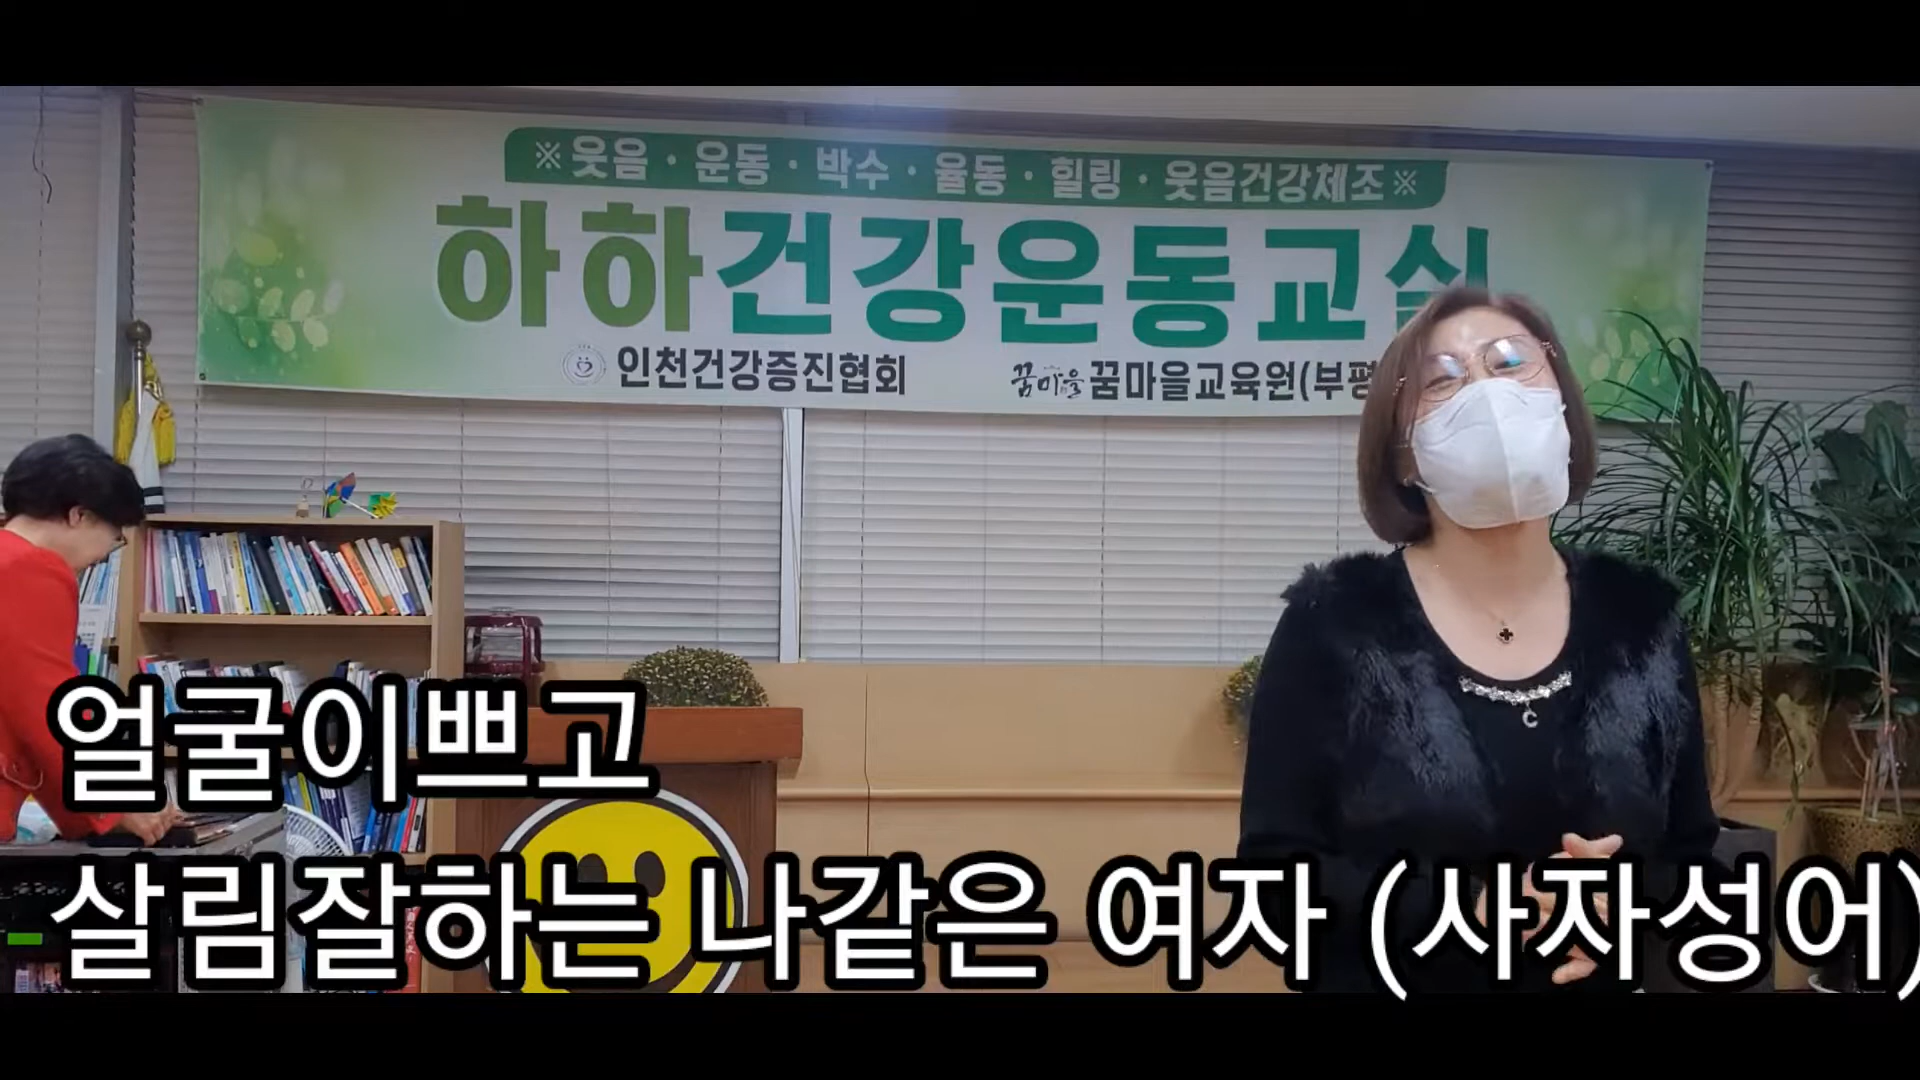 ※웃음 · 운동 · 박수 · 율동 · 힐링 · 웃음건강체조※
하하건강운동교실
인천건강증진협회 꿈마을 꿈마을교육원(부평
얼굴이쁘고
살림잘하는 나같은 여자 (사자성어)
C